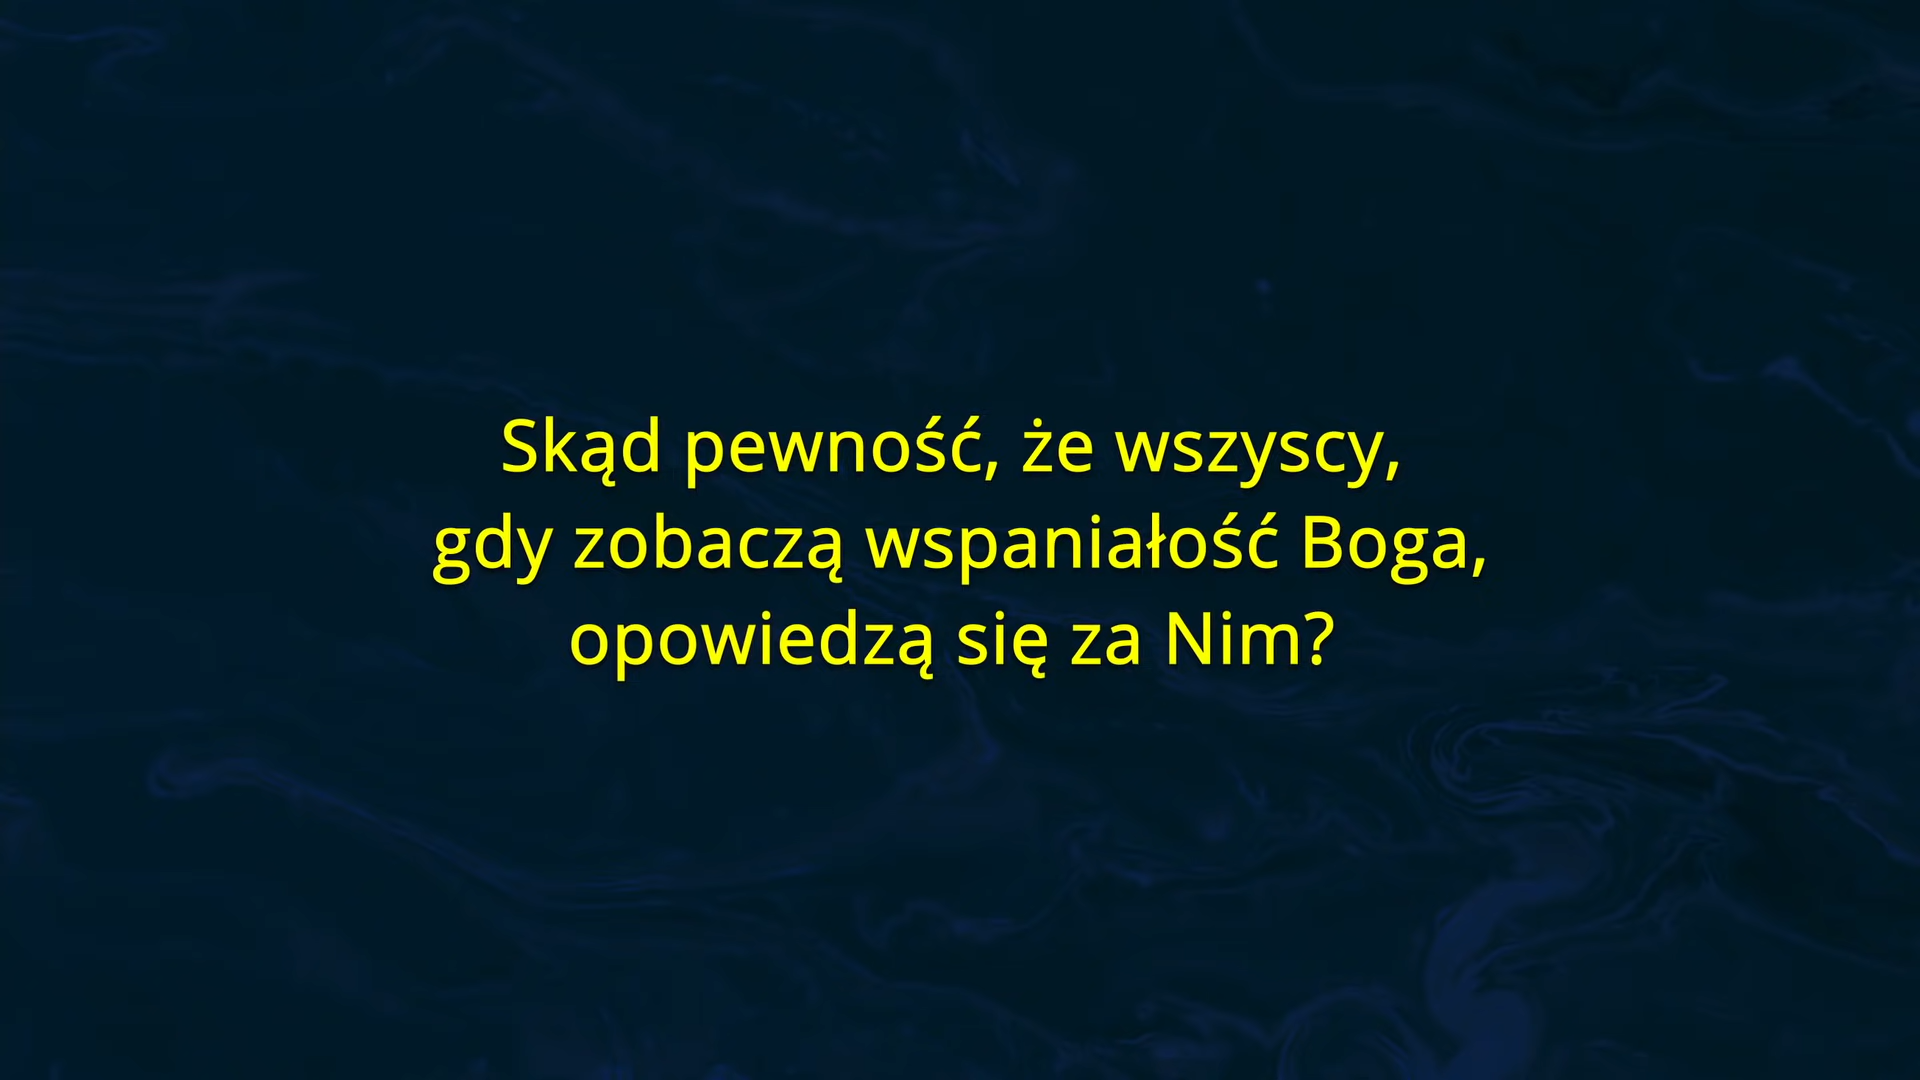 Skąd pewność, że wszyscy,
gdy zobaczą wspaniałość Boga,
opowiedzą się za Nim?